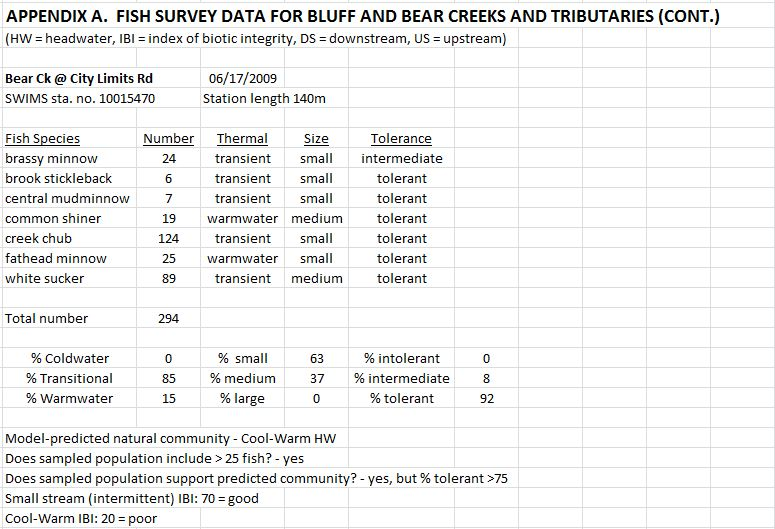 APPENDIX A. FISH SURVEY DATA FOR BLUFF AND BEAR CREEKS AND TRIBUTARIES (CONT.)
(HW = headwater, IBI = index of biotic integrity, DS = downstream, US = upstream)
Bear Ck @ City Limits Rd 06/17/2009
SWIMS sta. no. 10015470 Station length 140m
Fish Species Number Thermal Size Tolerance
brassy minnow 24 transient small intermediate
brook stickleback 6 transient small tolerant
central mudminnow 7 transient small tolerant
common shiner 19 warmwater medium tolerant
creek chub 124 transient small tolerant
fathead minnow 25 warmwater small tolerant
white sucker 89 transient medium tolerant
Total number 294
% Coldwater 0 % small 63 % intolerant 0
% Transitional 85 % medium 37 % intermediate 8
% Warmwater 15 % large 0 % tolerant 92
Model-predicted natural community - Cool-Warm HW
Does sampled population include > 25 fish? - yes
Does sampled population support predicted community? - yes, but % tolerant >75
Small stream (intermittent) IBI: 70 = good
Cool-Warm IBI: 20 = poor